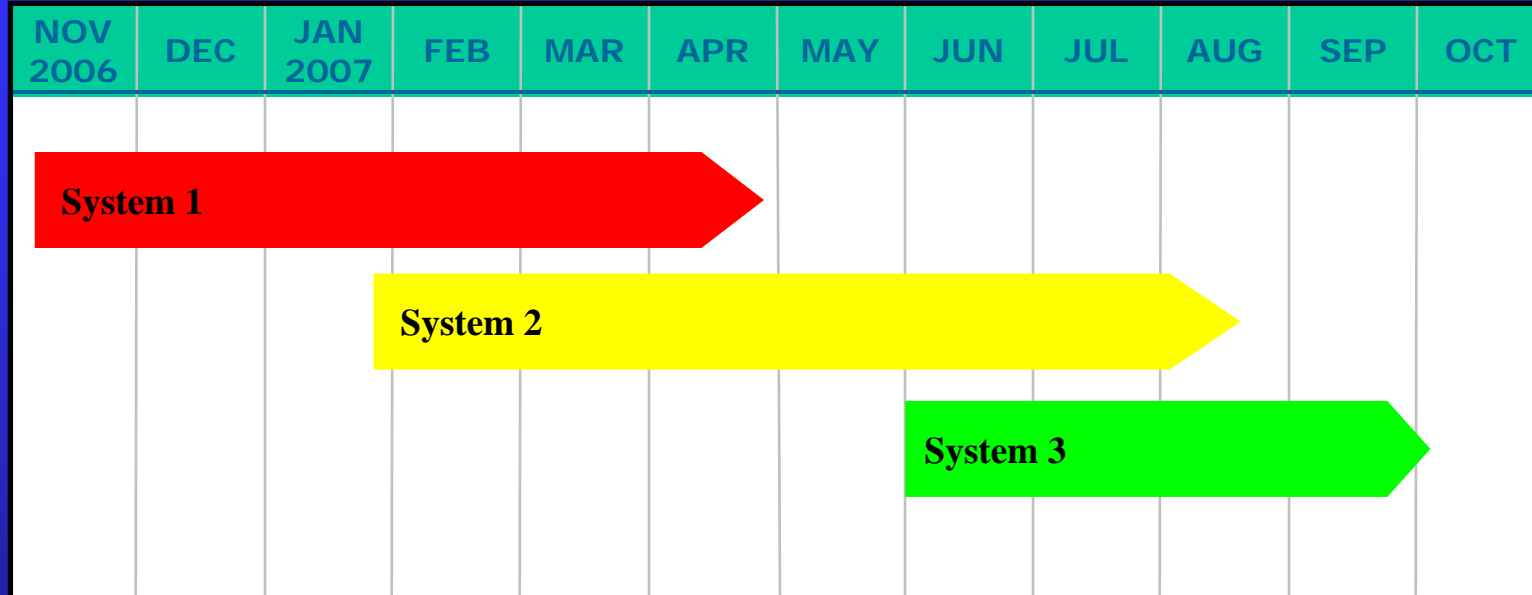 NOV
2006
DEC
JAN
2007
FEB
MAR
APR
MAY
JUN
JUL
AUG
SEP
OCT
System 1
System 2
System 3